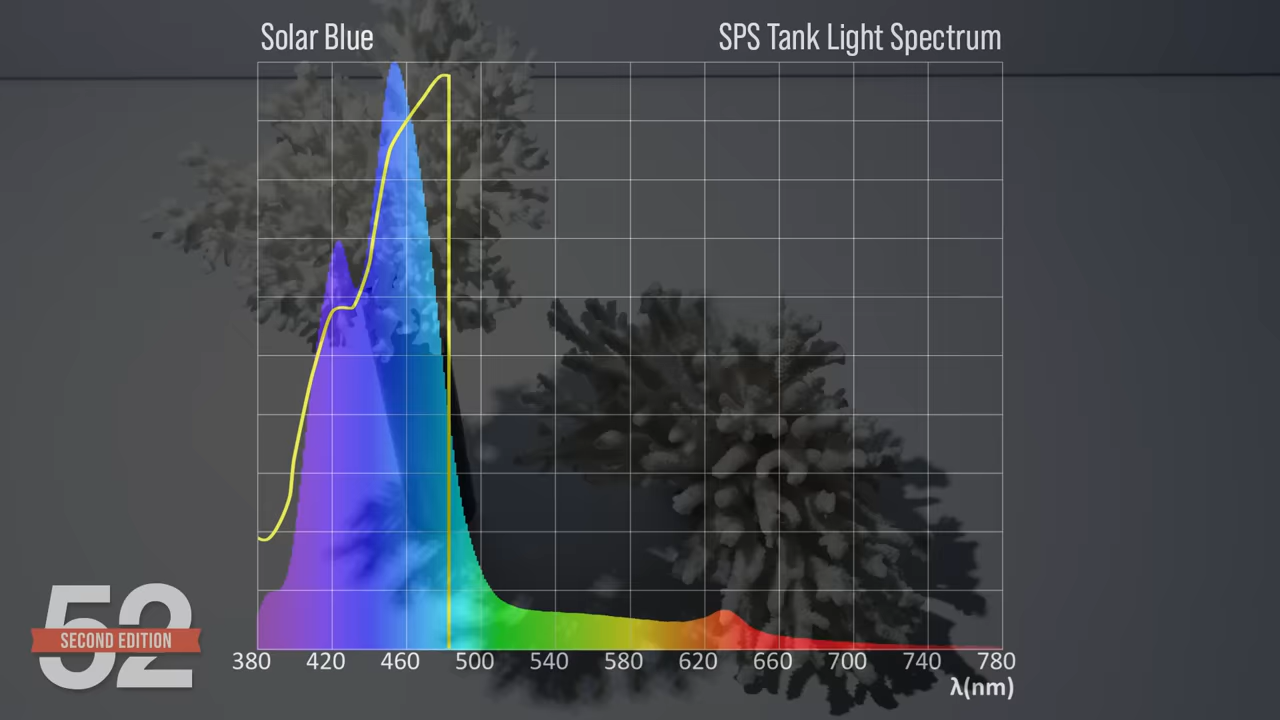 Solar Blue
SPS Tank Light Spectrum
380 420 460 500 540 580 620 660 700 740 780
λ(nm)
52
SECOND EDITION